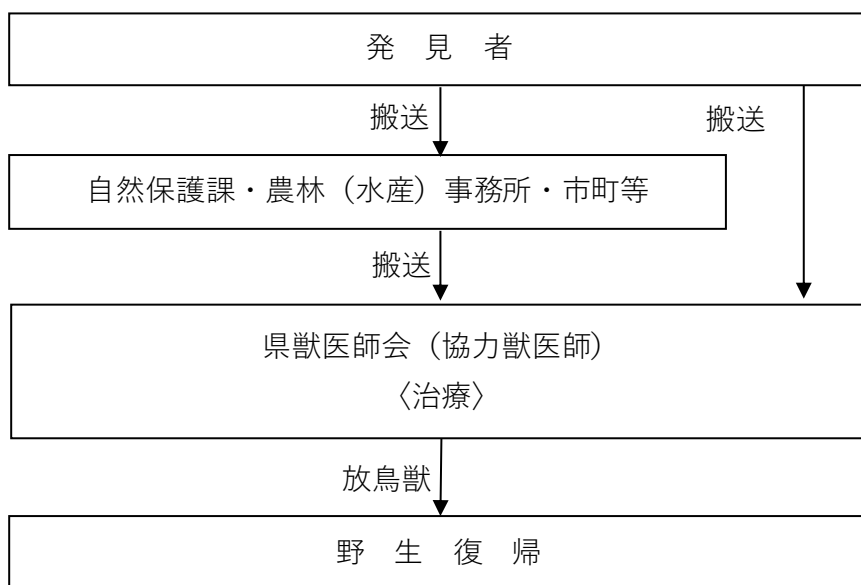 発　見　者
搬送
搬送
自然保護課・農林（水産）事務所・市町等
搬送
県獣医師会（協力獣医師）
〈治療〉
放鳥獣
野　生　復　帰